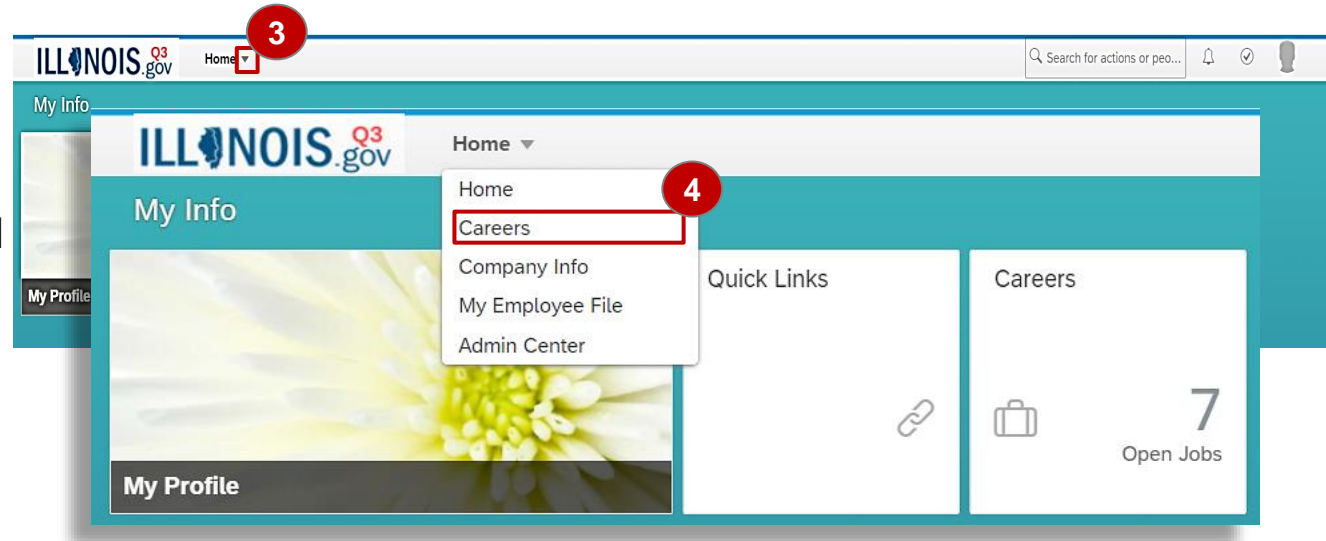 3
ILLINOIS.gov Q3 Home
Search for actions or peo...
My Info
My Profile
ILLINOIS.gov Q3 Home
4
Home
Careers
Company Info
My Employee File
Admin Center
My Info
My Profile
Quick Links
Careers
7
Open Jobs